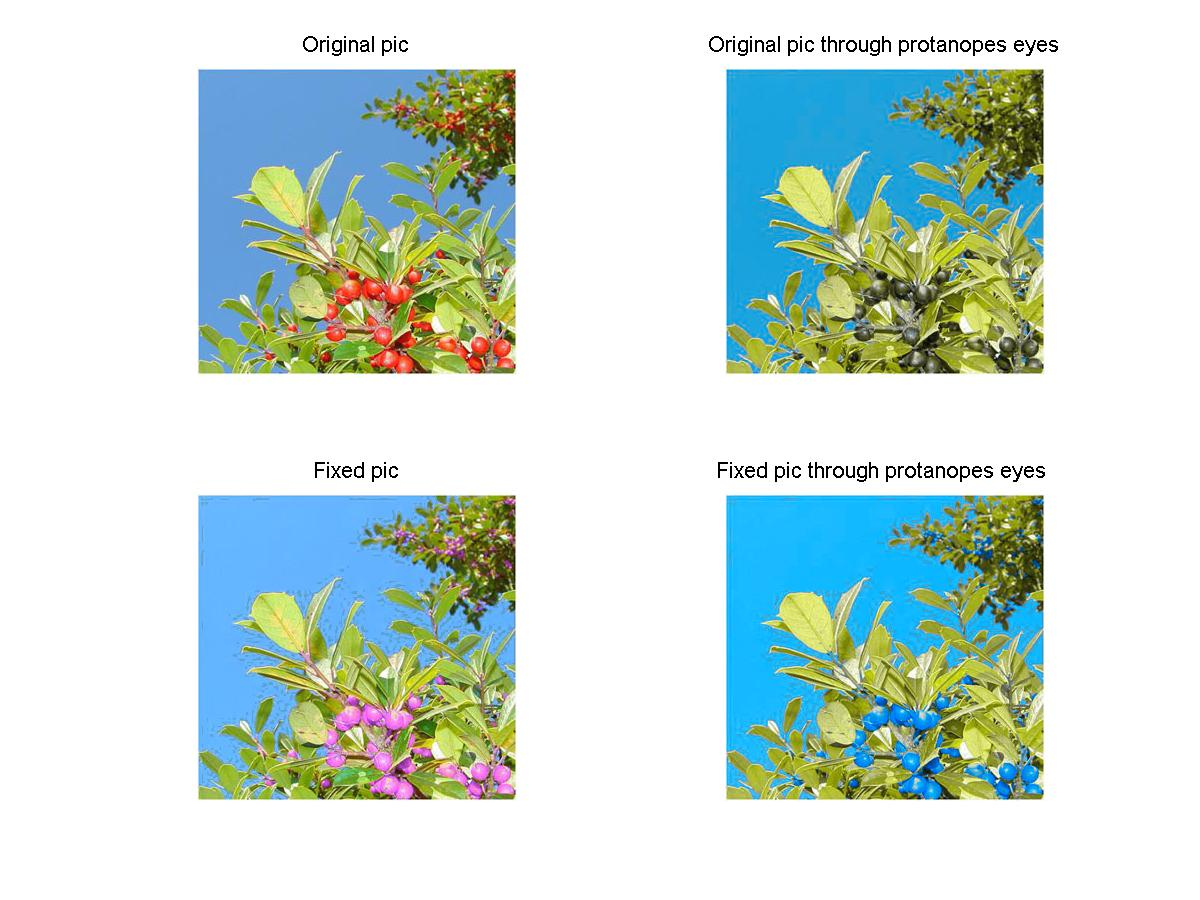 Original pic
Original pic through protanopes eyes
Fixed pic
Fixed pic through protanopes eyes